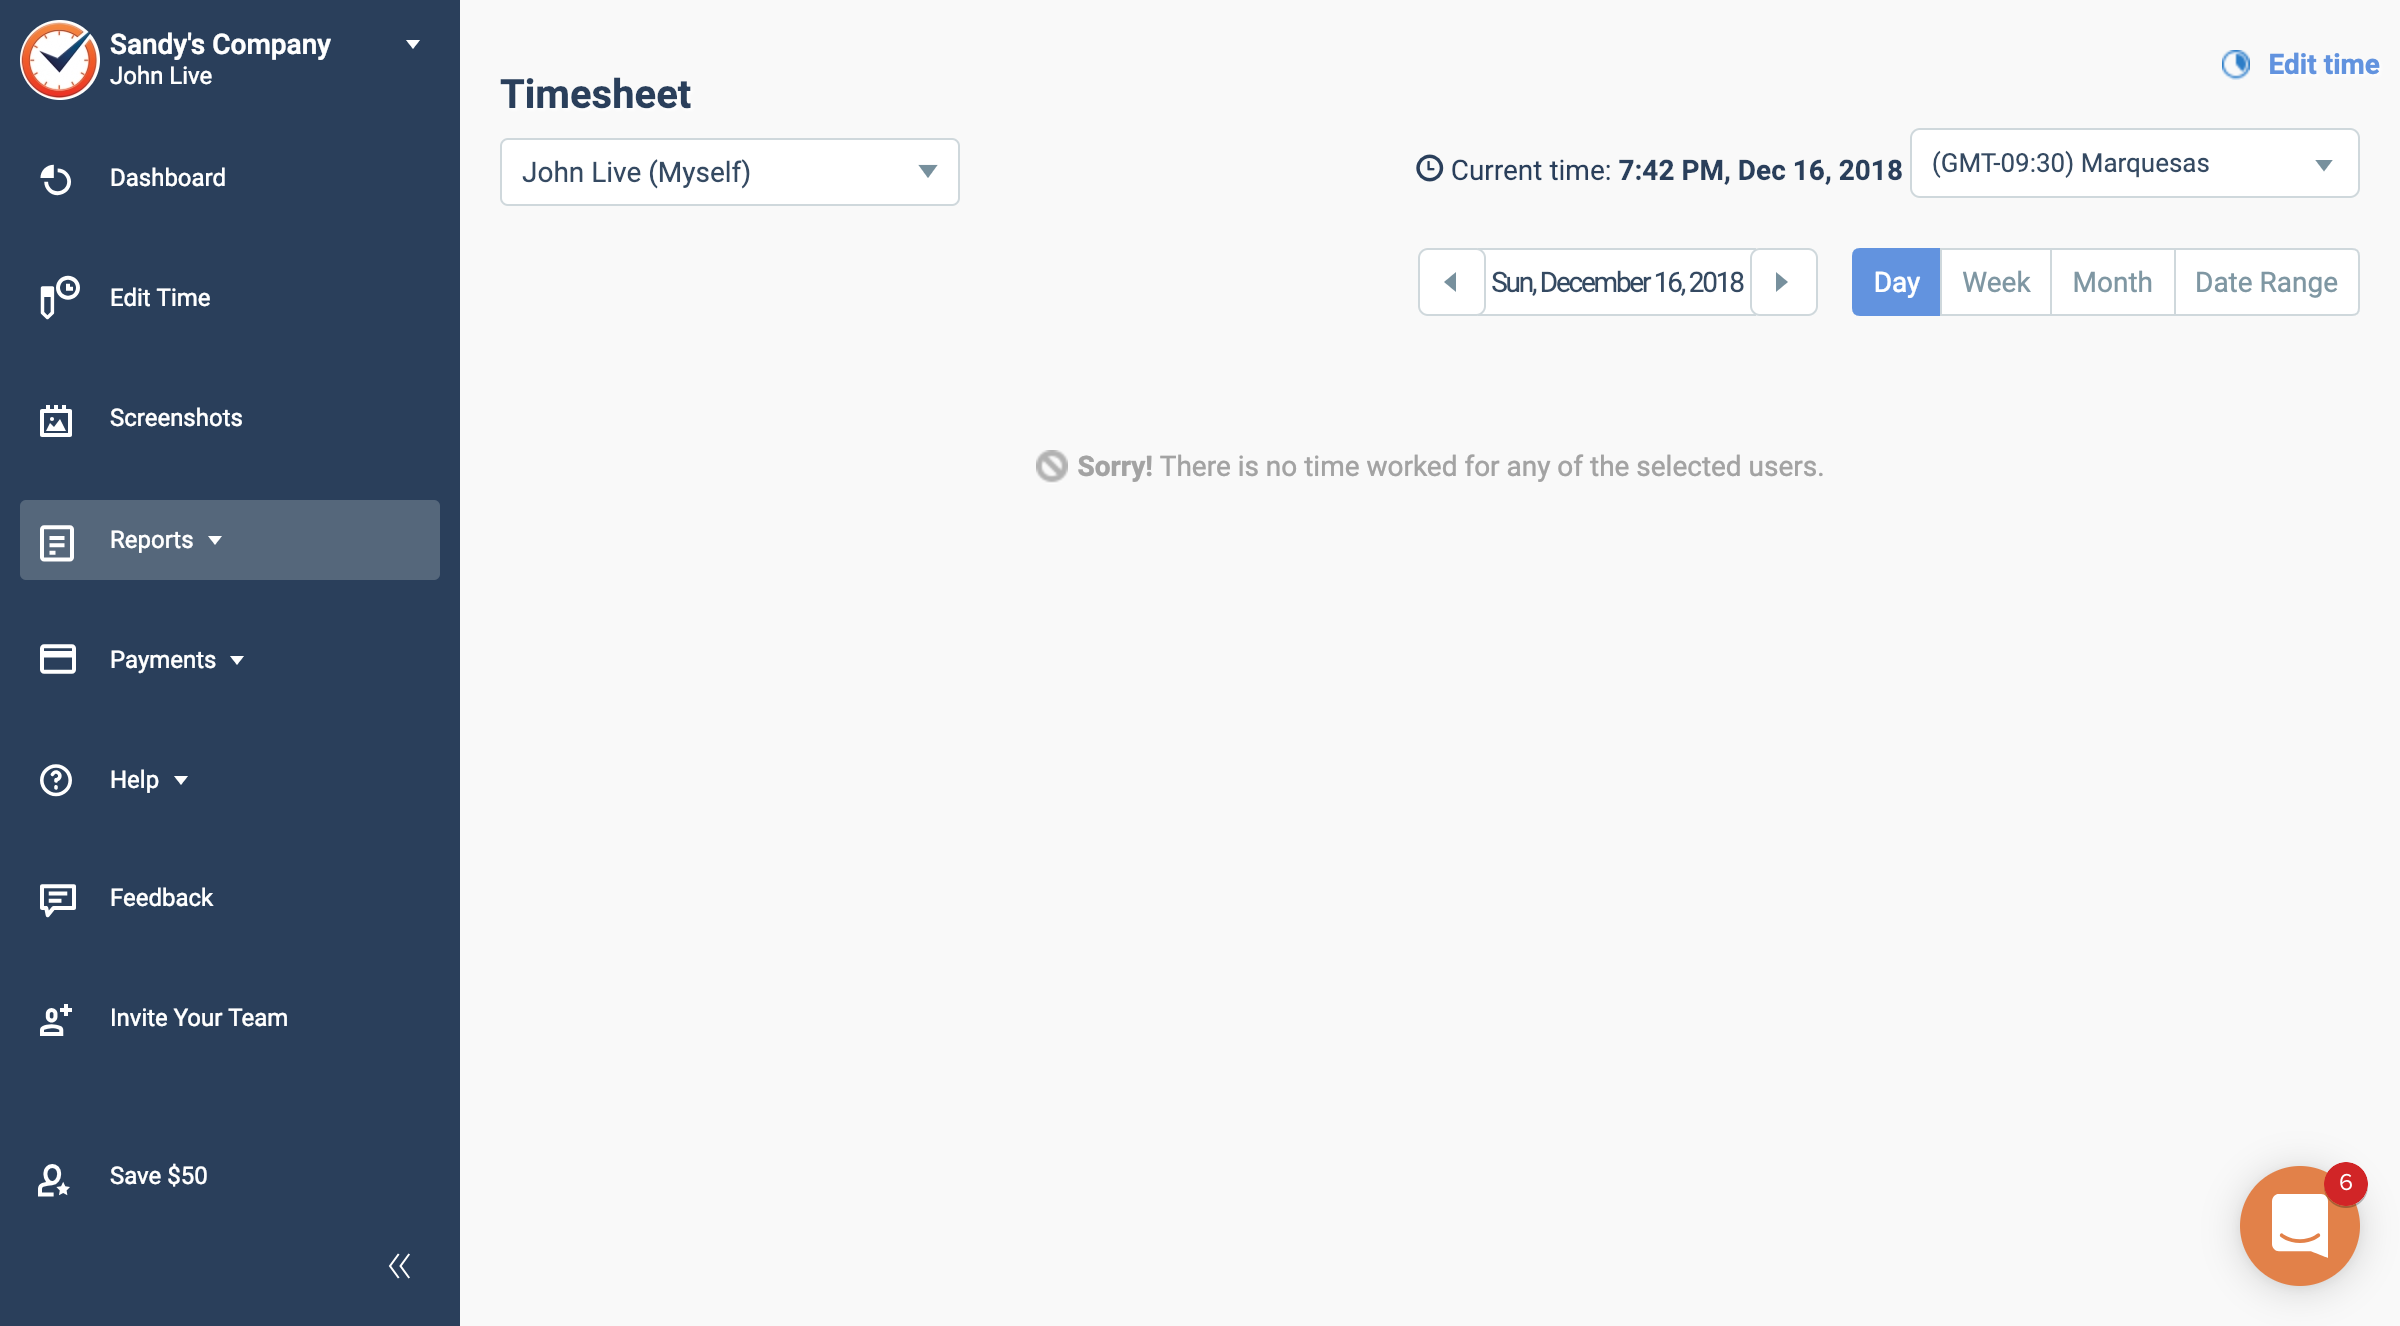 Sandy's Company
John Live
Dashboard
Edit Time
Screenshots
Reports
Payments
Help
Feedback
Invite Your Team
Save $50
Edit time
Timesheet
John Live (Myself)
Current time: 7:42 PM, Dec 16, 2018
(GMT-09:30) Marquesas
Sun, December 16, 2018
Day Week Month Date Range
Sorry! There is no time worked for any of the selected users.
6